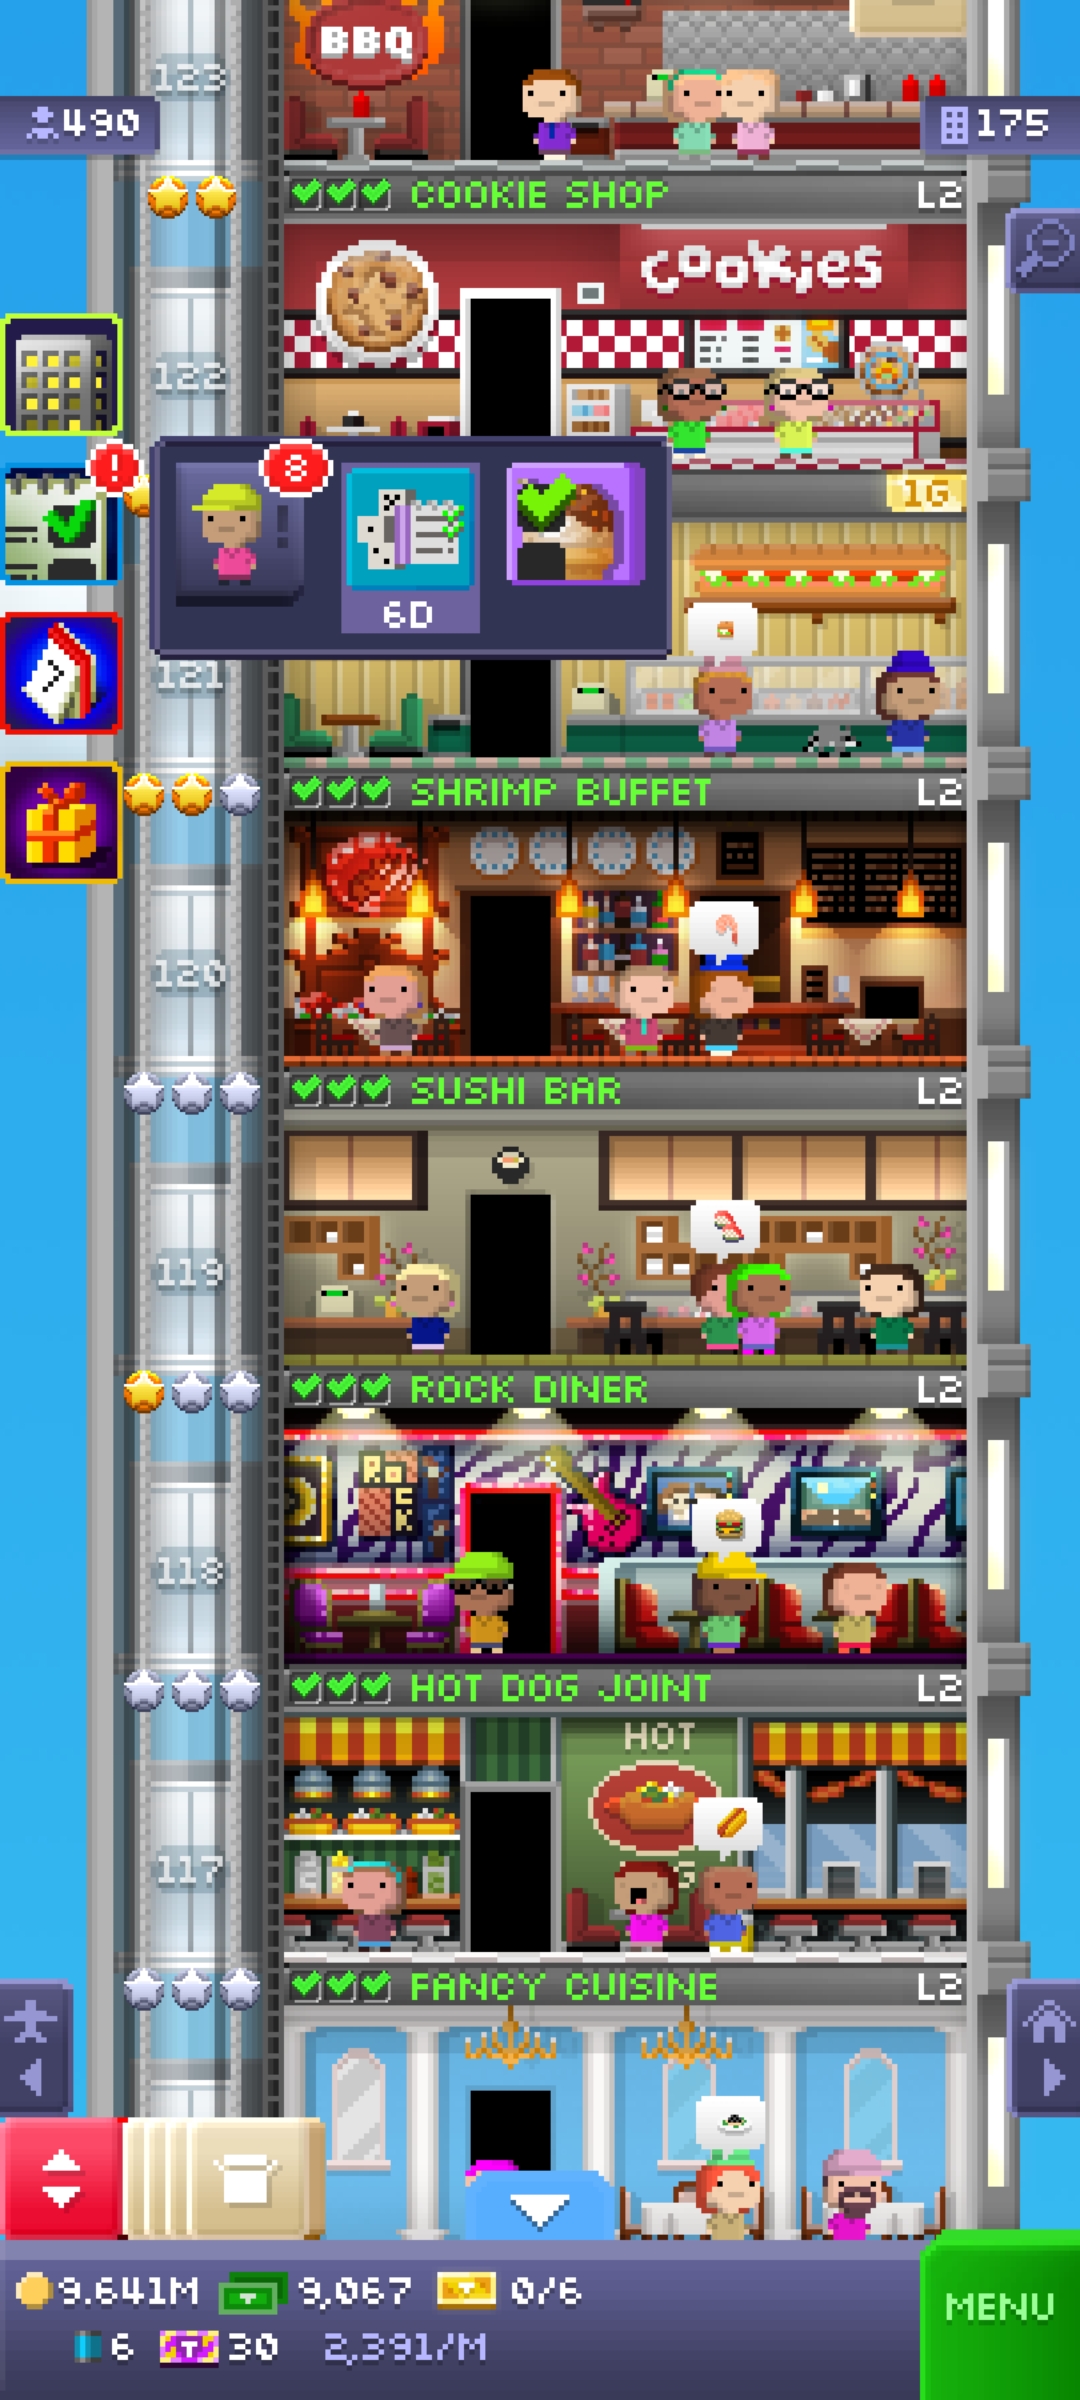 BBQ
123
490
175
COOKIE SHOP
L2
cookies
122
8
!
1G
6D
7
121
SHRIMP BUFFET
L2
120
SUSHI BAR
L2
119
ROCK DINER
L2
ROCK
118
HOT DOG JOINT
L2
HOT
117
FANCY CUISINE
L2
9.641M
9,067
0/6
6
T
30
2,391/M
MENU